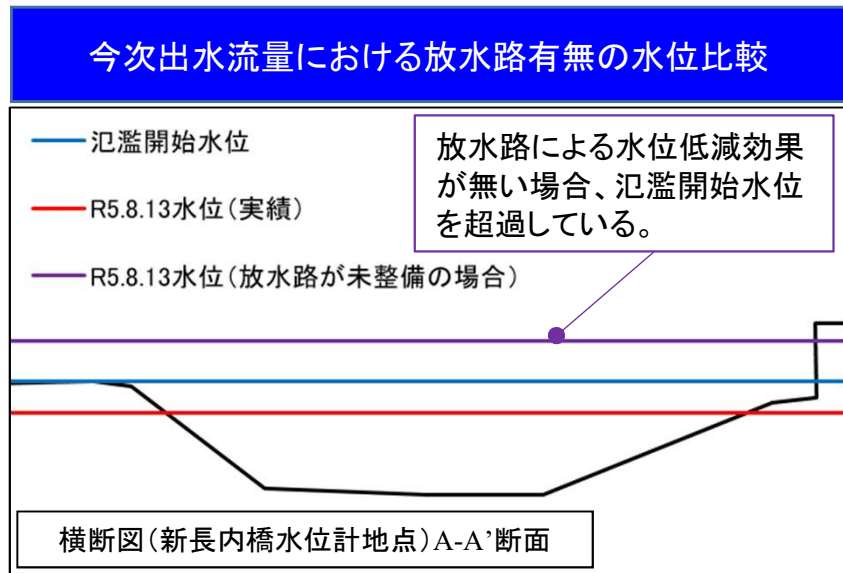 今次出水流量における放水路有無の水位比較
氾濫開始水位
R5.8.13水位(実績)
R5.8.13水位(放水路が未整備の場合)
放水路による水位低減効果
が無い場合、氾濫開始水位
を超過している。
横断図(新長内橋水位計地点)A-A’断面